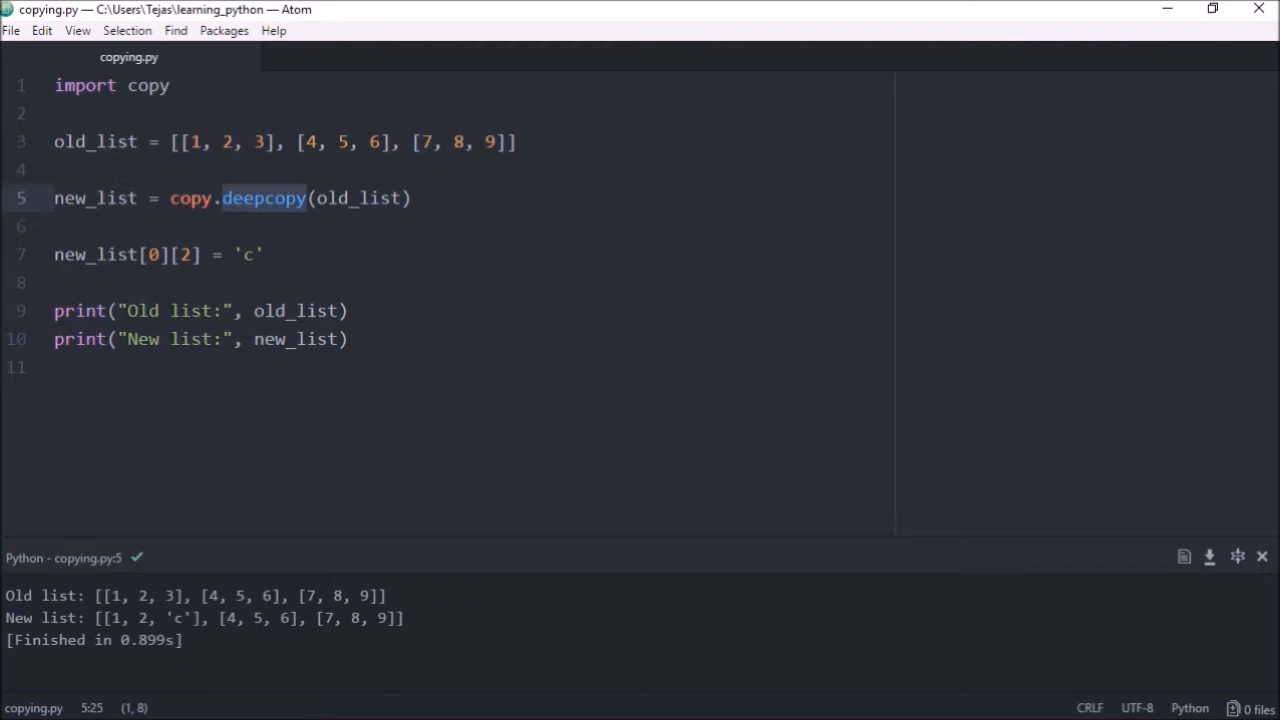 copying.py — C:\Users\Tejas\learning_python — Atom
File Edit View Selection Find Packages Help
copying.py
1 import copy
2
3 old_list = [[1, 2, 3], [4, 5, 6], [7, 8, 9]]
4
5 new_list = copy.deepcopy(old_list)
6
7 new_list[0][2] = 'c'
8
9 print("Old list:", old_list)
10 print("New list:", new_list)
11
Python - copying.py:5
Old list: [[1, 2, 3], [4, 5, 6], [7, 8, 9]]
New list: [[1, 2, 'c'], [4, 5, 6], [7, 8, 9]]
[Finished in 0.899s]
copying.py 5:25 (1, 8) CRLF UTF-8 Python 0 files